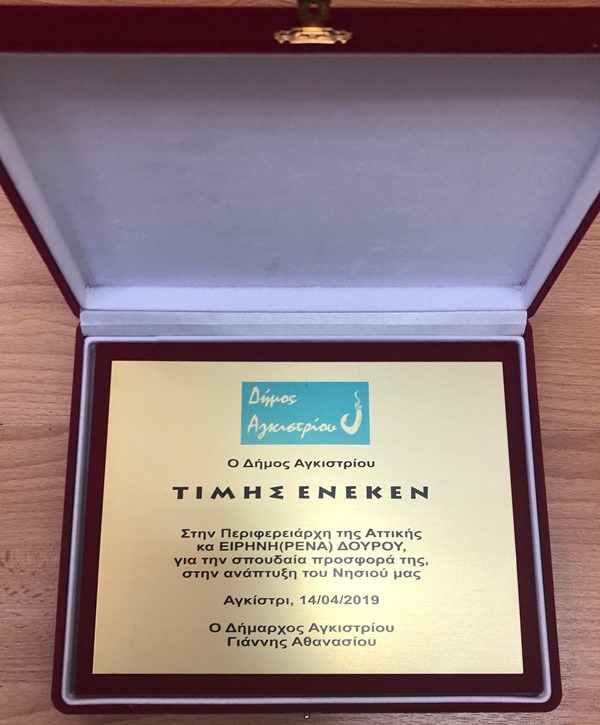 Δήμος
Αγκιστρίου
Ο Δήμος Αγκιστρίου
ΤΙΜΗΣ ΕΝΕΚΕΝ
Στην Περιφερειάρχη της Αττικής
κα ΕΙΡΗΝΗ(ΡΕΝΑ) ΔΟΥΡΟΥ,
για την σπουδαία προσφορά της,
στην ανάπτυξη του Νησιού μας
Αγκίστρι, 14/04/2019
Ο Δήμαρχος Αγκιστρίου
Γιάννης Αθανασίου